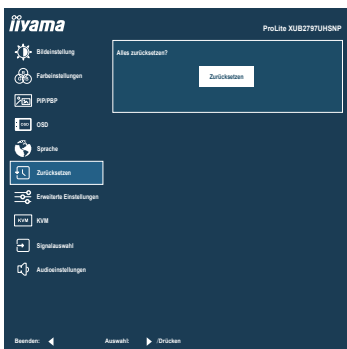 iiyama
ProLite XUB2797UHSNP
Bildeinstellung
Alles zurücksetzen?
Zurücksetzen
Farbeinstellungen
PIP/PBP
OSD
OSD
Sprache
Zurücksetzen
Erweiterte Einstellungen
KVM
KVM
Signalauswahl
Audioeinstellungen
Beenden:
Auswahl:
/Drücken